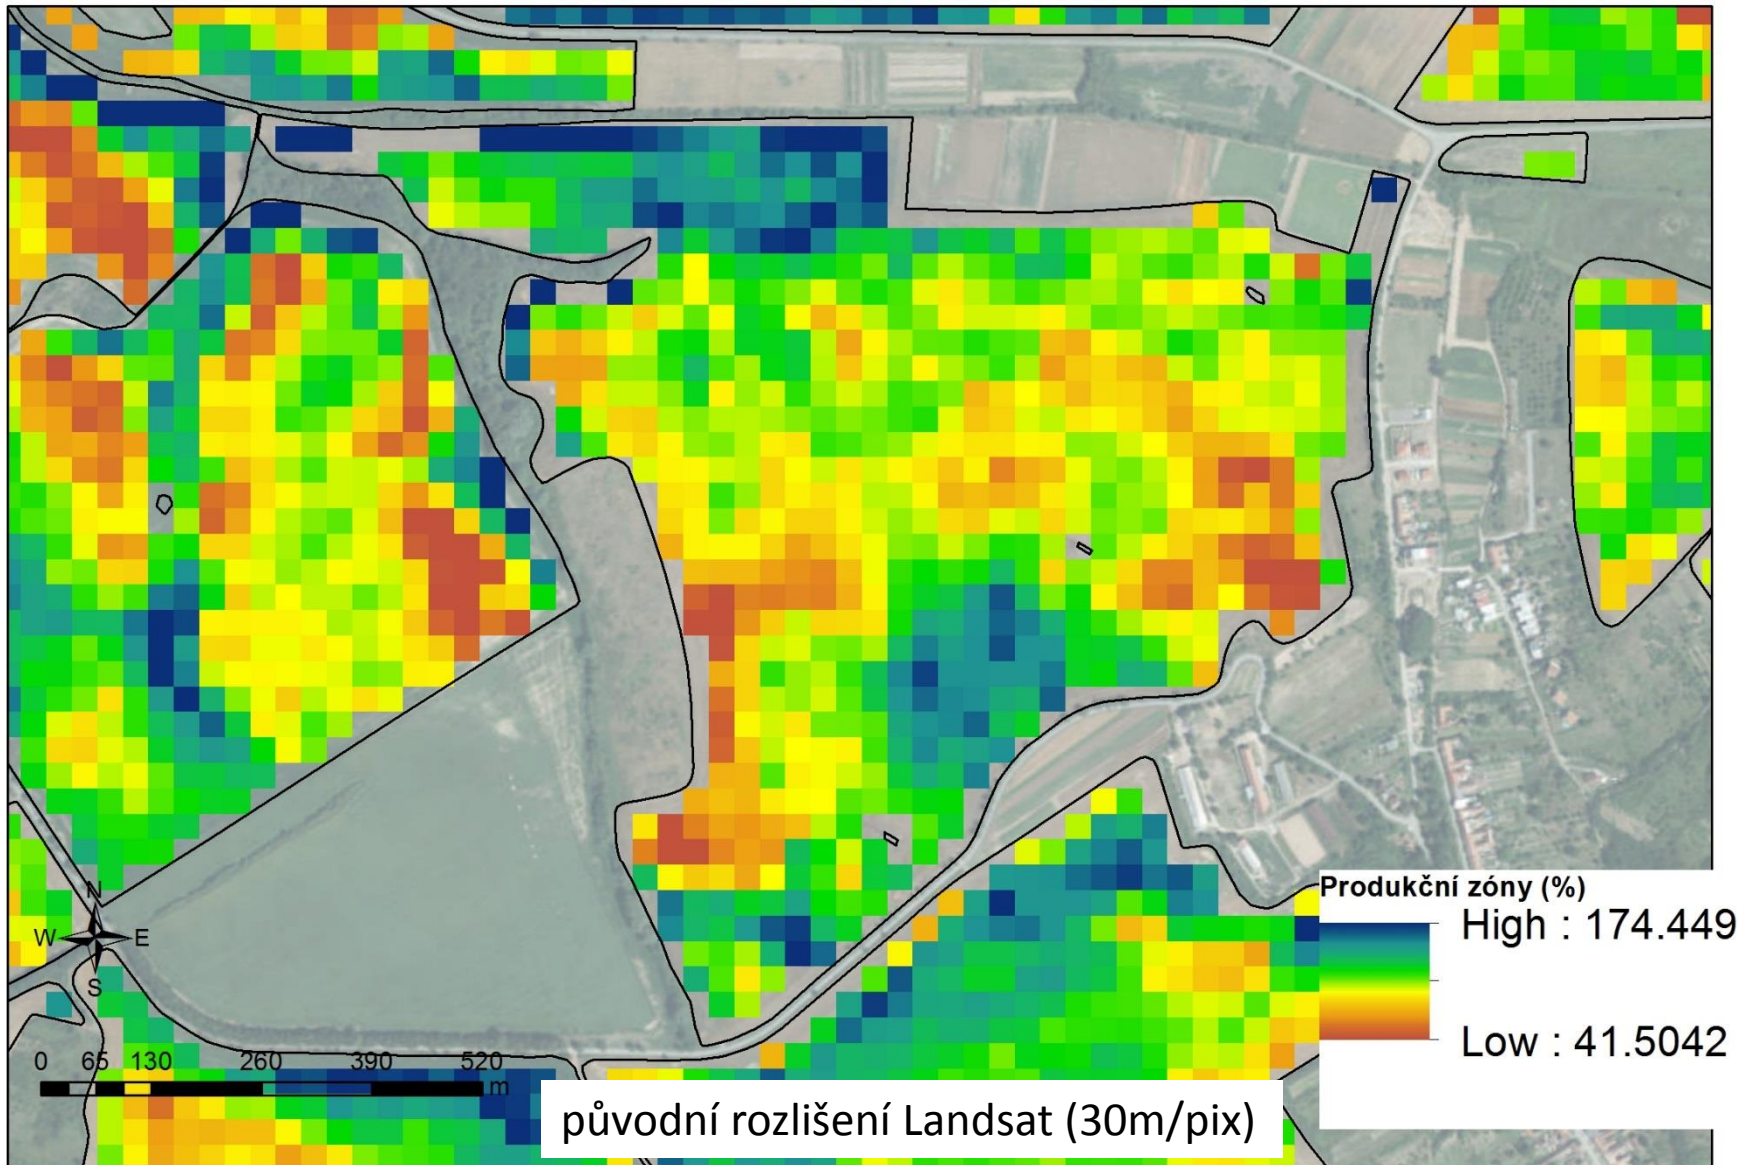 Produkční zóny (%)
High : 174.449
Low : 41.5042
N
W E
S
0 65 130 260 390 520
m
původní rozlišení Landsat (30m/pix)